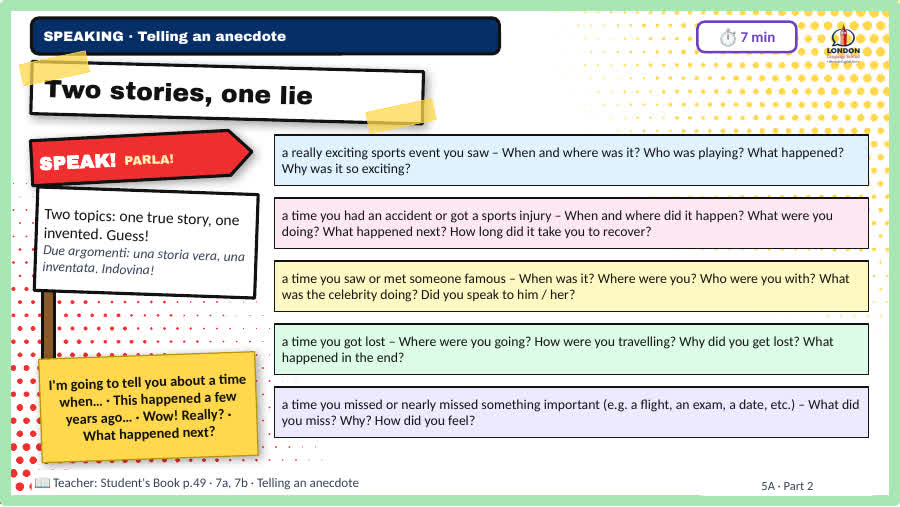 SPEAKING · Telling an anecdote
⏱️ 7 min
LONDON
Two stories, one lie
SPEAK! PARLA!
Two topics: one true story, one
invented. Guess!
Due argomenti: una storia vera, una
inventata. Indovina!
I'm going to tell you about a time
when... · This happened a few
years ago... · Wow! Really? ·
What happened next?
a really exciting sports event you saw – When and where was it? Who was playing? What happened?
Why was it so exciting?
a time you had an accident or got a sports injury – When and where did it happen? What were you
doing? What happened next? How long did it take you to recover?
a time you saw or met someone famous – When was it? Where were you? Who were you with? What
was the celebrity doing? Did you speak to him / her?
a time you got lost – Where were you going? How were you travelling? Why did you get lost? What
happened in the end?
a time you missed or nearly missed something important (e.g. a flight, an exam, a date, etc.) – What did
you miss? Why? How did you feel?
📖 Teacher: Student's Book p.49 · 7a, 7b · Telling an anecdote
5A · Part 2